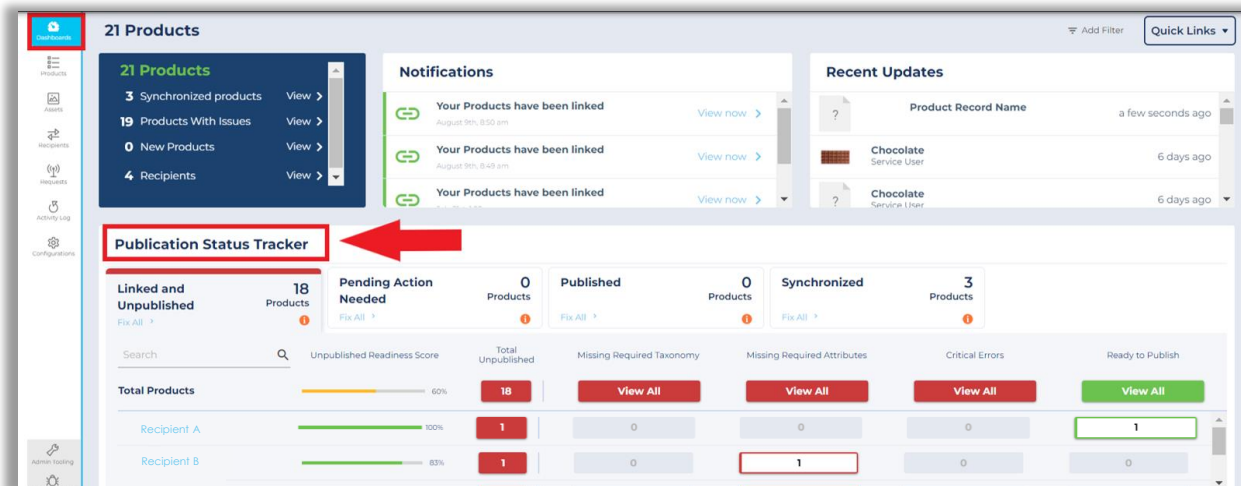 Dashboards
21 Products
Add Filter
Quick Links
Products
Assets
Recipients
Requests
Activity Log
Configurations
Admin Tooling
21 Products
3 Synchronized products View
19 Products With Issues View
0 New Products View
4 Recipients View
Notifications
Your Products have been linked
August 9th, 8:50 am
View now
Your Products have been linked
August 9th, 8:49 am
View now
Your Products have been linked
View now
Recent Updates
?
Product Record Name
a few seconds ago
Chocolate
Service User
6 days ago
?
Chocolate
Service User
6 days ago
Publication Status Tracker
Linked and
Unpublished
18
Products
Fix All
Pending Action
Needed
0
Products
Fix All
Published
0
Products
Fix All
Synchronized
3
Products
Fix All
Search
Unpublished Readiness Score
Total
Unpublished
Missing Required Taxonomy
Missing Required Attributes
Critical Errors
Ready to Publish
Total Products 60% 18 View All View All View All View All
Recipient A 100% 1 0 0 0 1
Recipient B 83% 1 0 1 0 0